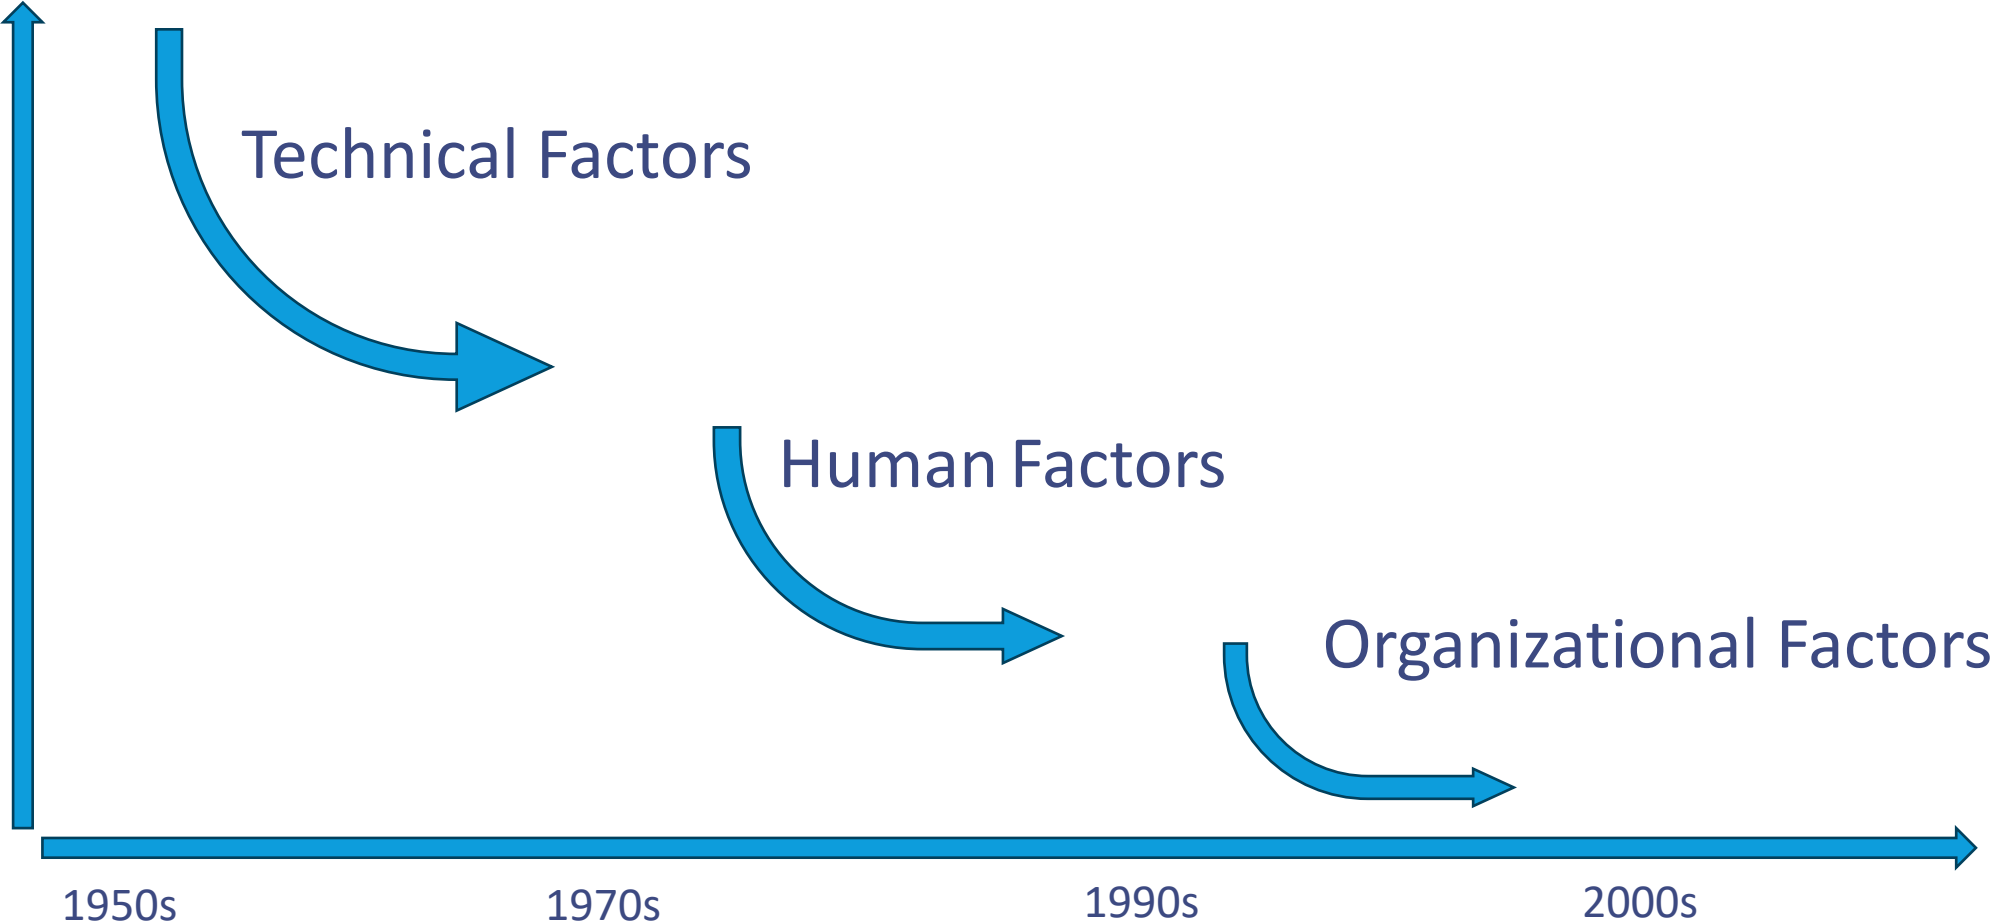 Technical Factors
Human Factors
Organizational Factors
1950s
1970s
1990s
2000s